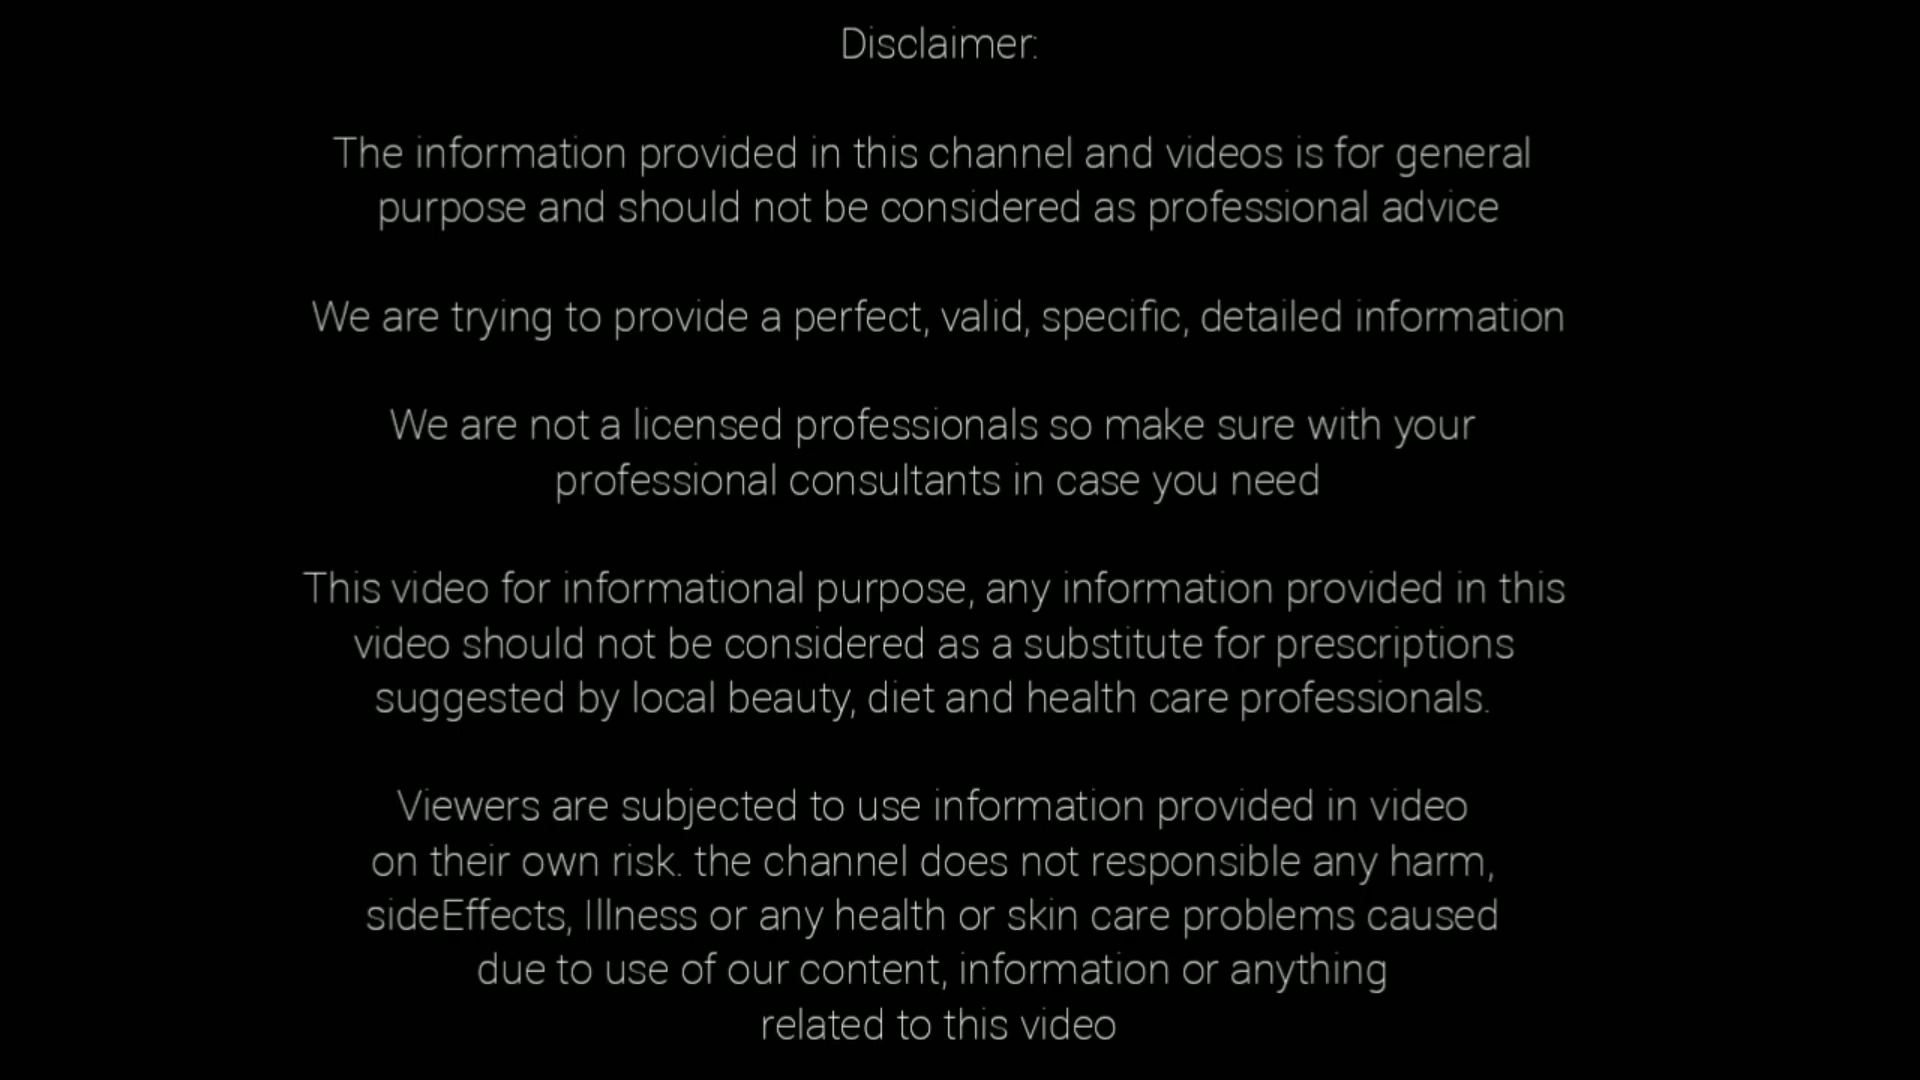 Disclaimer:
The information provided in this channel and videos is for general
purpose and should not be considered as professional advice
We are trying to provide a perfect, valid, specific, detailed information
We are not a licensed professionals so make sure with your
professional consultants in case you need
This video for informational purpose, any information provided in this
video should not be considered as a substitute for prescriptions
suggested by local beauty, diet and health care professionals.
Viewers are subjected to use information provided in video
on their own risk. the channel does not responsible any harm,
sideEffects, Illness or any health or skin care problems caused
due to use of our content, information or anything
related to this video